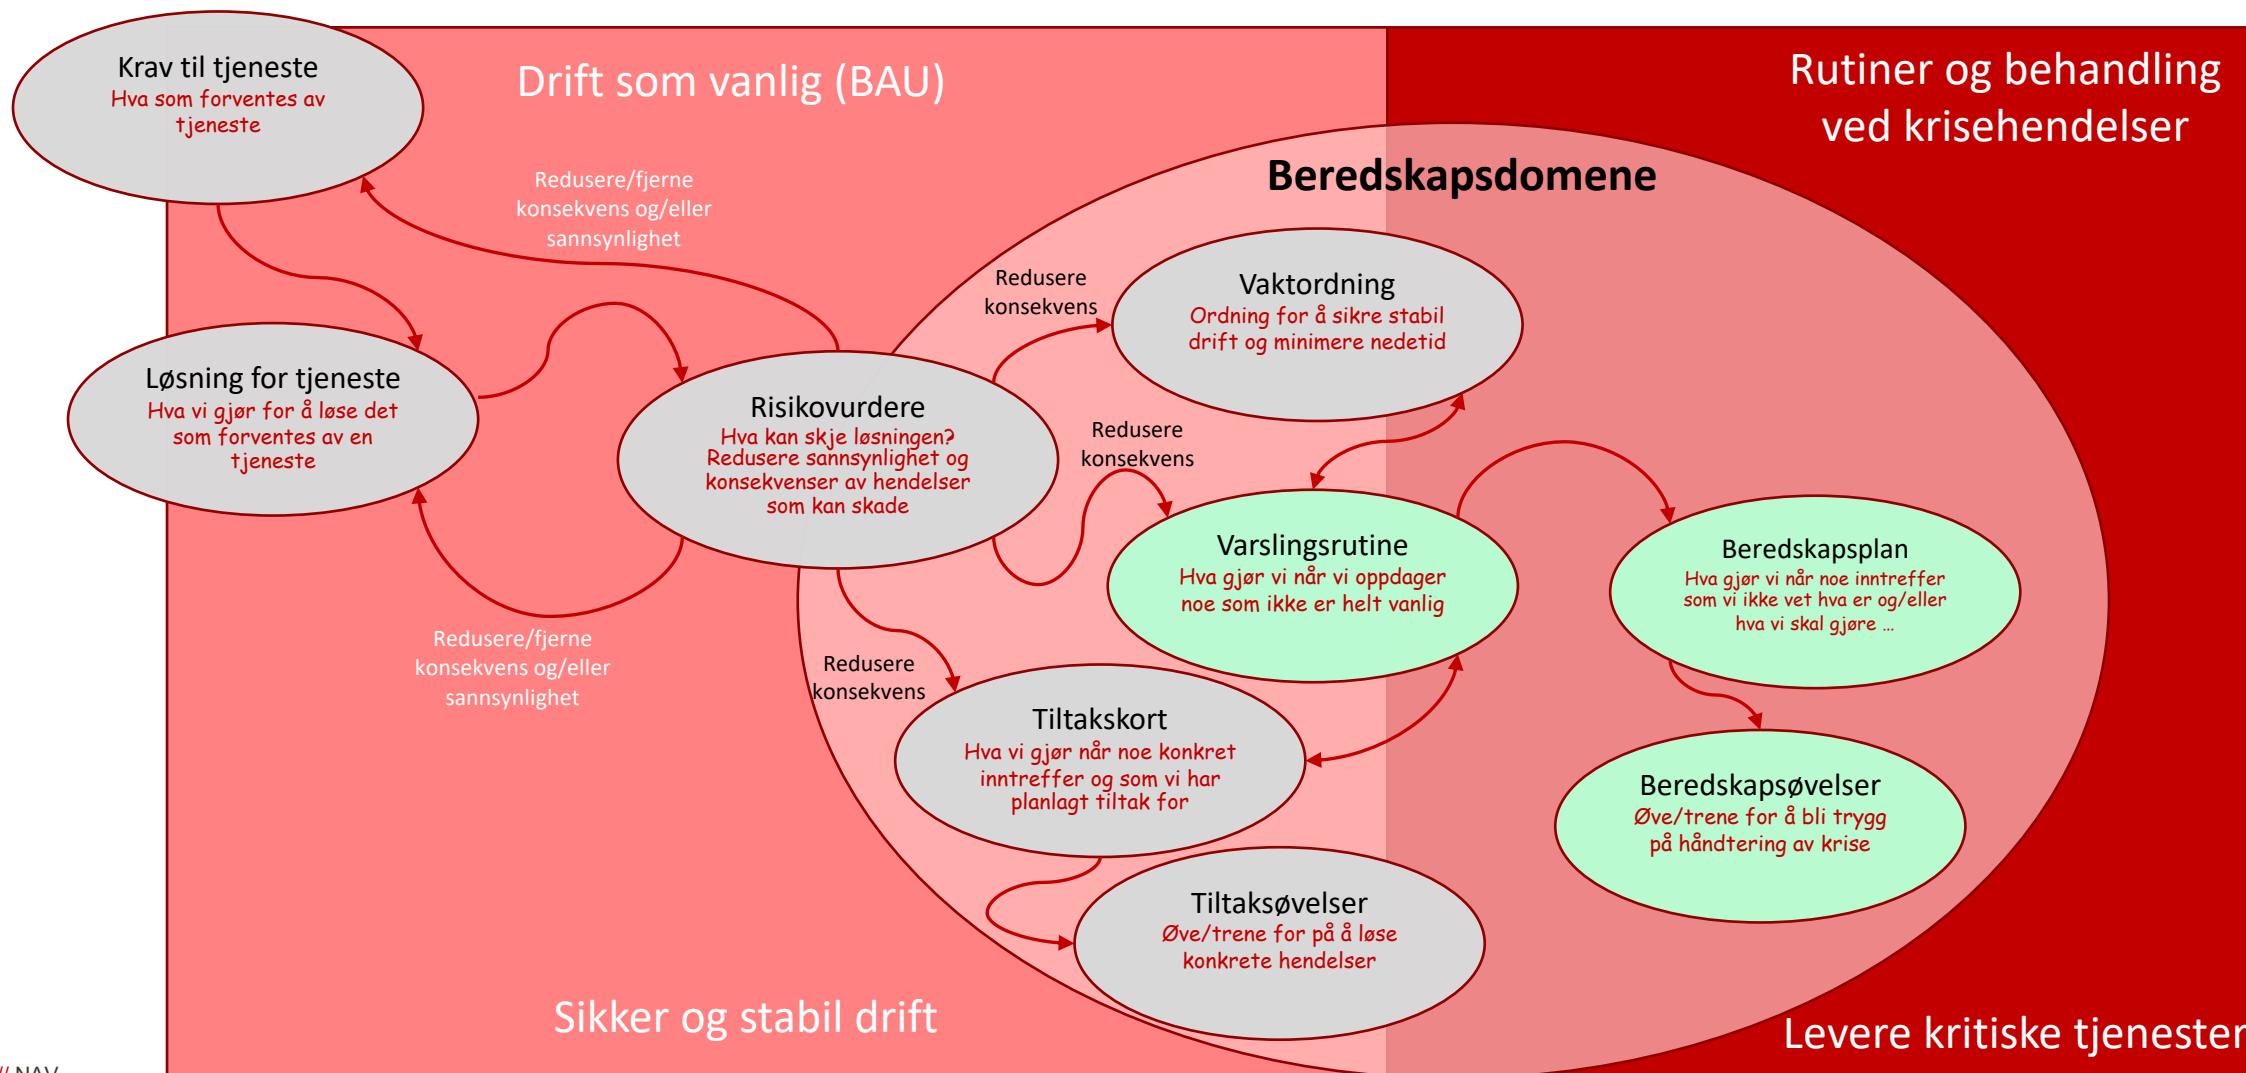 Krav til tjeneste
Hva som forventes av
tjeneste
Drift som vanlig (BAU)
Rutiner og behandling
ved krisehendelser
Beredskapsdomene
Redusere/fjerne
konsekvens og/eller
sannsynlighet
Redusere
konsekvens
Vaktordning
Ordning for å sikre stabil
drift og minimere nedetid
Løsning for tjeneste
Hva vi gjør for å løse det
som forventes av en
tjeneste
Risikovurdere
Hva kan skje løsningen?
Redusere sannsynlighet og
konsekvenser av hendelser
som kan skade
Redusere
konsekvens
Varslingsrutine
Hva gjør vi når vi oppdager
noe som ikke er helt vanlig
Beredskapsplan
Hva gjør vi når noe inntreffer
som vi ikke vet hva er og/eller
hva vi skal gjøre ...
Redusere/fjerne
konsekvens og/eller
sannsynlighet
Redusere
konsekvens
Tiltakskort
Hva vi gjør når noe konkret
inntreffer og som vi har
planlagt tiltak for
Beredskapsøvelser
Øve/trene for å bli trygg
på håndtering av krise
Tiltaksøvelser
Øve/trene for på å løse
konkrete hendelser
Sikker og stabil drift
Levere kritiske tjenester
// NAV